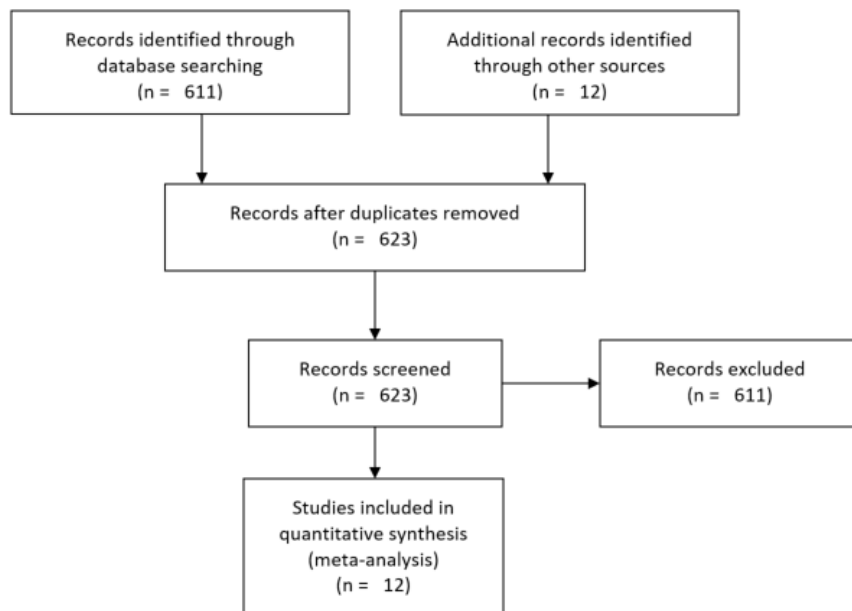 Records identified through
database searching
(n = 611)
Additional records identified
through other sources
(n = 12)
Records after duplicates removed
(n = 623)
Records screened
(n = 623)
Records excluded
(n = 611)
Studies included in
quantitative synthesis
(meta-analysis)
(n = 12)